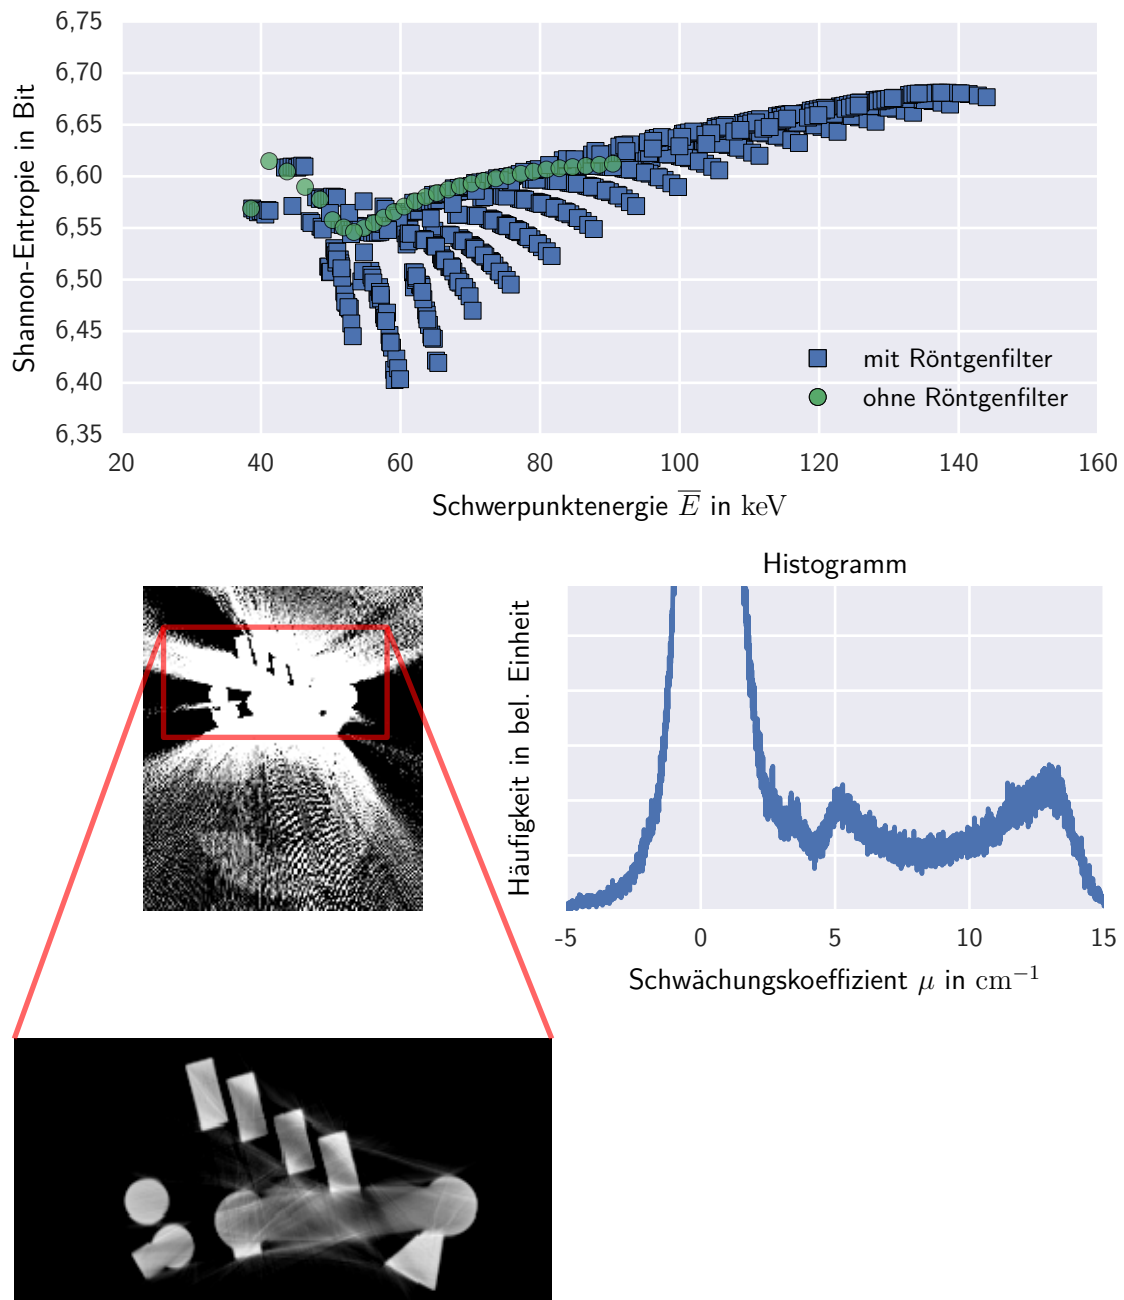 6,75
6,70
6,65
6,60
6,55
6,50
6,45
6,40
6,35
Shannon-Entropie in Bit
mit Röntgenfilter
ohne Röntgenfilter
20 40 60 80 100 120 140 160
Schwerpunktenergie E̅ in keV
Histogramm
Häufigkeit in bel. Einheit
-5 0 5 10 15
Schwächungskoeffizient μ in cm⁻¹